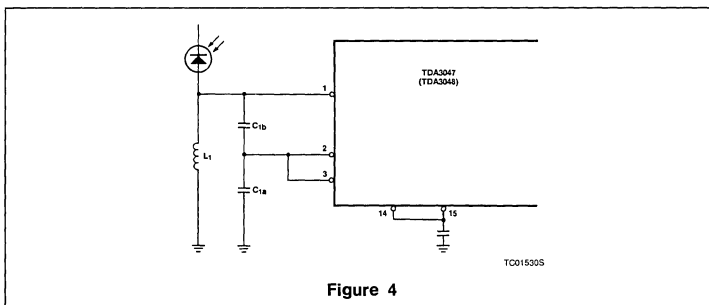 TDA3047
(TDA3048)
1
C1b
2
L1
3
C1a
14
15
TC01530S
Figure 4